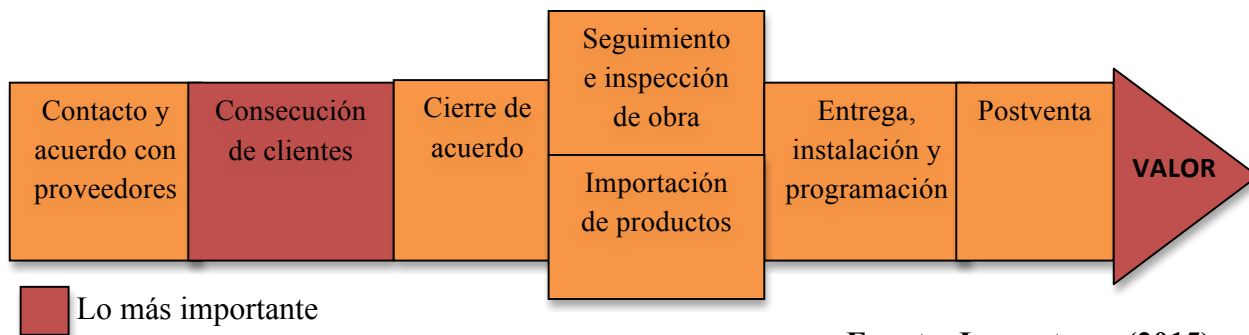 Contacto y
acuerdo con
proveedores
Consecución
de clientes
Cierre de
acuerdo
Seguimiento
e inspección
de obra
Importación
de productos
Entrega,
instalación y
programación
Postventa
VALOR
Lo más importante
(2015)